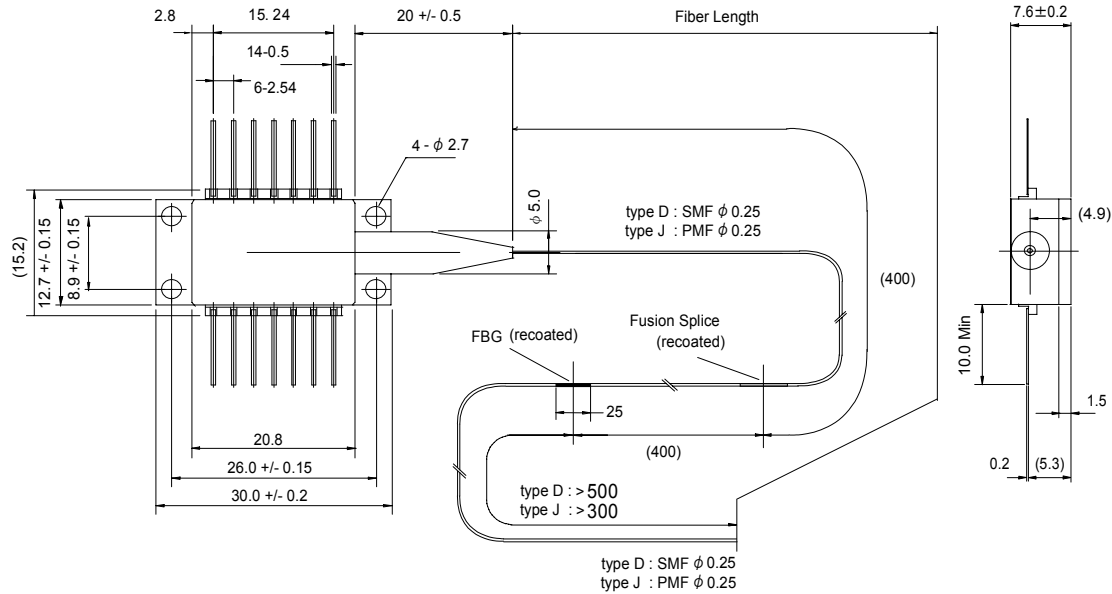 2.8
15.24
20 +/- 0.5
Fiber Length
7.6±0.2
14-0.5
6-2.54
4 - ϕ 2.7
ϕ 5.0
type D : SMF ϕ 0.25
type J : PMF ϕ 0.25
(4.9)
(15.2)
12.7 +/- 0.15
8.9 +/- 0.15
(400)
Fusion Splice
(recoated)
FBG (recoated)
10.0 Min
25
1.5
20.8
(400)
26.0 +/- 0.15
0.2
(5.3)
30.0 +/- 0.2
type D : >500
type J : >300
type D : SMF ϕ 0.25
type J : PMF ϕ 0.25